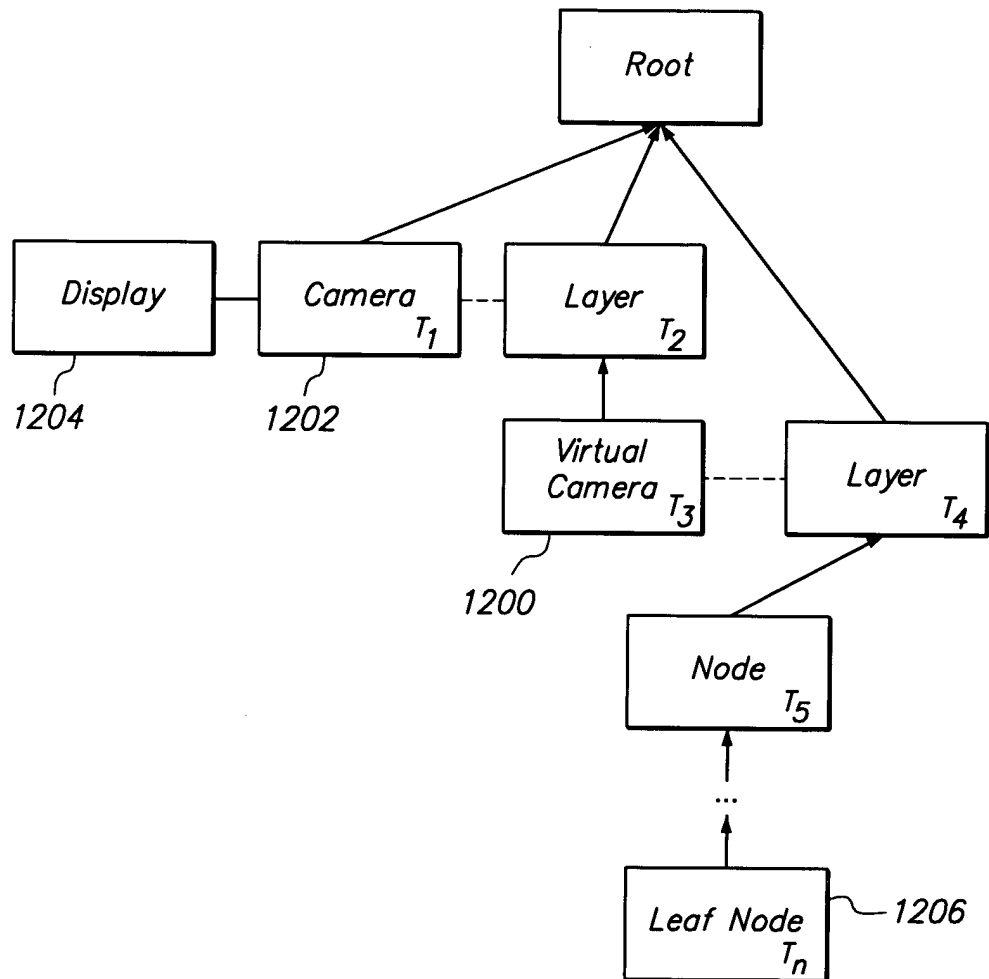 Root
Display
Camera
T1
Layer
T2
1204
1202
Virtual
Camera
T3
Layer
T4
1200
Node
T5
...
Leaf Node
Tn
1206